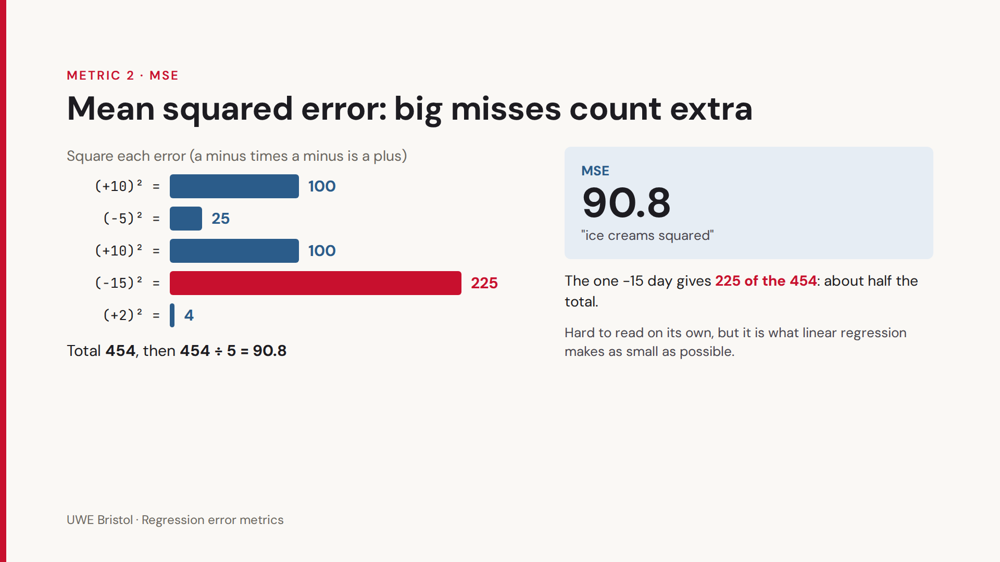 METRIC 2 · MSE
Mean squared error: big misses count extra
Square each error (a minus times a minus is a plus)
(+10)² = 100
(-5)² = 25
(+10)² = 100
(-15)² = 225
(+2)² = 4
Total 454, then 454 ÷ 5 = 90.8
MSE
90.8
"ice creams squared"
The one -15 day gives 225 of the 454: about half the
total.
Hard to read on its own, but it is what linear regression
makes as small as possible.
UWE Bristol · Regression error metrics